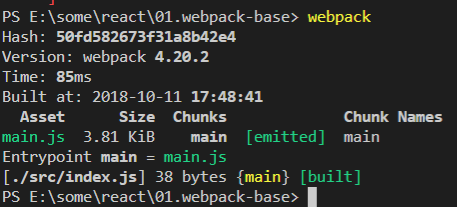 PS E:\some\react\01.webpack-base> webpack
Hash: 50fd582673f31a8b42e4
Version: webpack 4.20.2
Time: 85ms
Built at: 2018-10-11 17:48:41
Asset Size Chunks Chunk Names
main.js 3.81 KiB main [emitted] main
Entrypoint main = main.js
[./src/index.js] 38 bytes {main} [built]
PS E:\some\react\01.webpack-base>